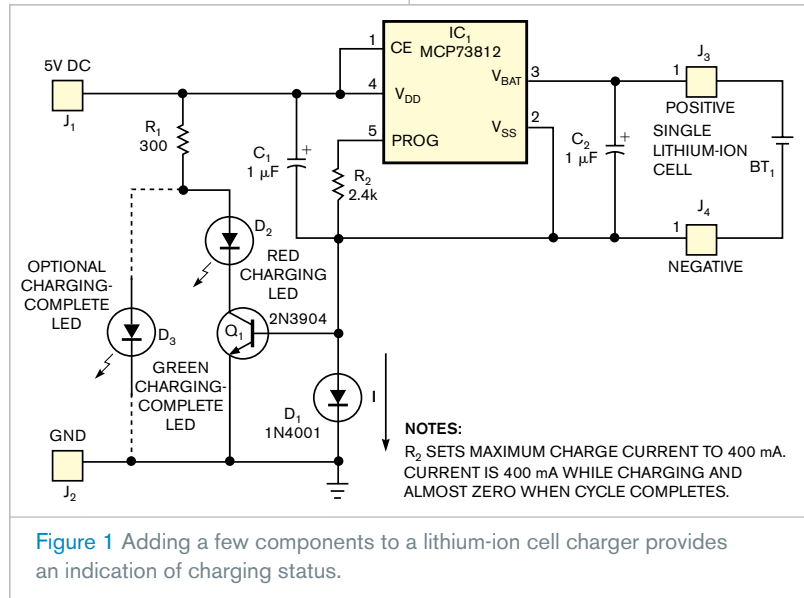 IC1
MCP73812
1
CE
5V DC
J1
4
VDD
VBAT
3
J3
1
POSITIVE
5
PROG
VSS
2
R1
300
C1
1 µF
+
R2
2.4k
C2
1 µF
+
SINGLE
LITHIUM-ION
CELL
BT1
J4
1
NEGATIVE
D2
RED
CHARGING
LED
OPTIONAL
CHARGING-
COMPLETE
LED
D3
Q1
2N3904
GREEN
CHARGING-
COMPLETE
LED
D1
1N4001
I
GND
J2
NOTES:
R2 SETS MAXIMUM CHARGE CURRENT TO 400 mA.
CURRENT IS 400 mA WHILE CHARGING AND
ALMOST ZERO WHEN CYCLE COMPLETES.
Figure 1 Adding a few components to a lithium-ion cell charger provides
an indication of charging status.